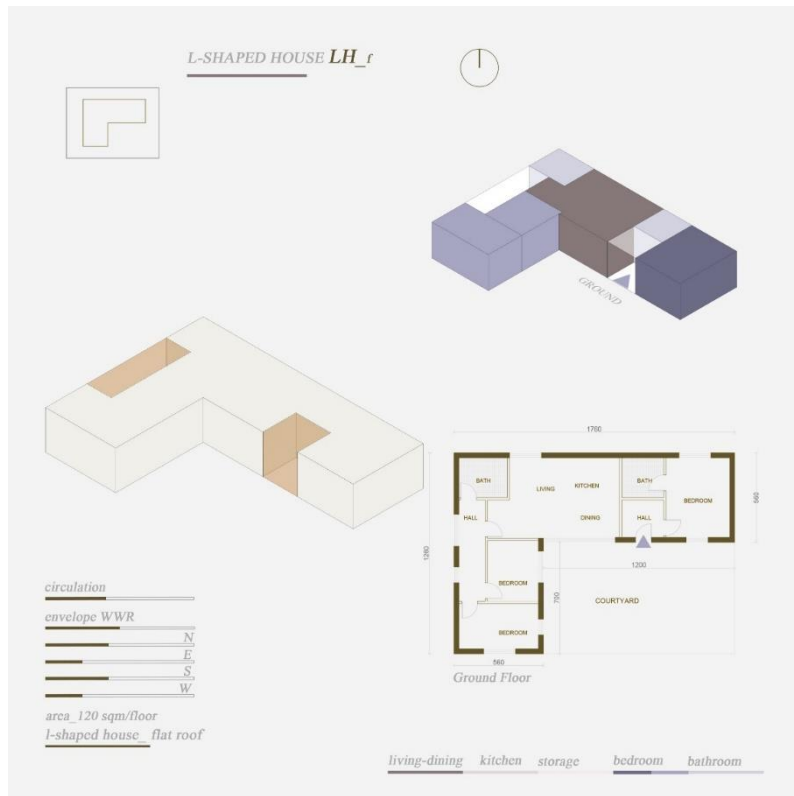 L-SHAPED HOUSE LH_f
GROUND
1760
BATH
LIVING
KITCHEN
BATH
BEDROOM
560
HALL
DINING
HALL
1260
1200
700
BEDROOM
COURTYARD
BEDROOM
560
Ground Floor
circulation
envelope WWR
N
E
S
W
area_120 sqm/floor
l-shaped house_ flat roof
living-dining kitchen storage bedroom bathroom